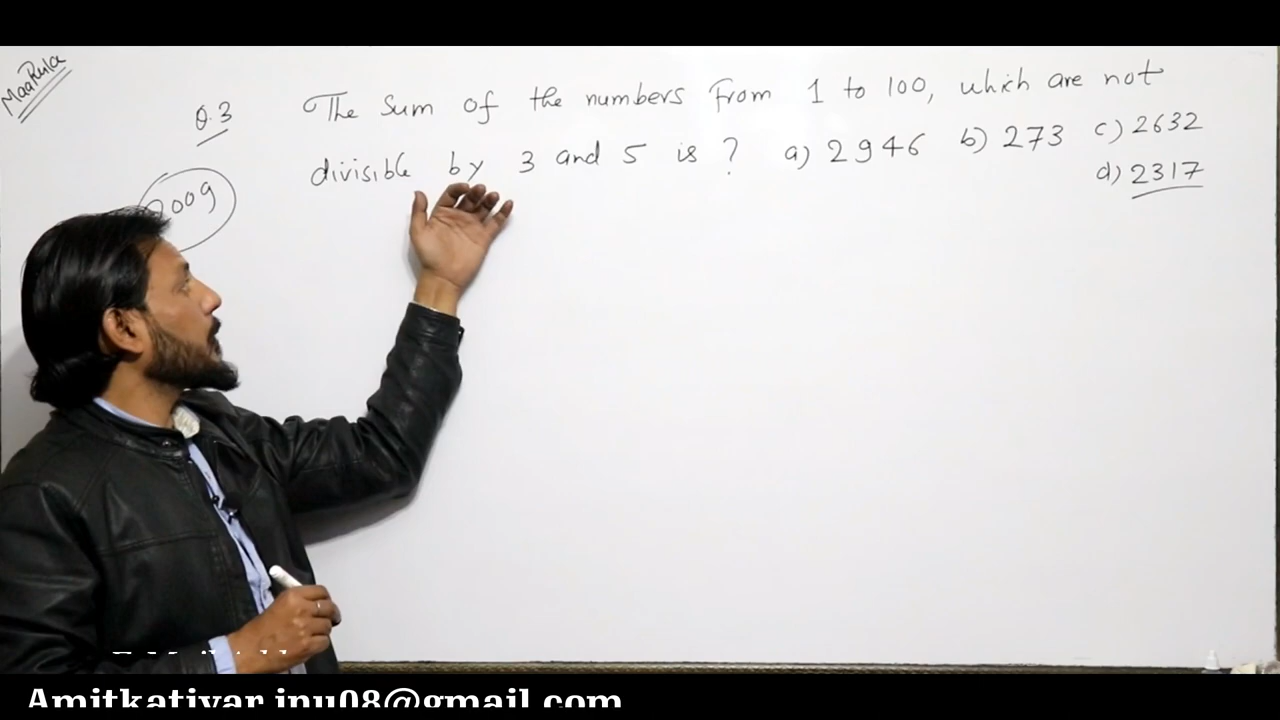 MaaRula
Q.3 The sum of the numbers from 1 to 100, which are not
divisible by 3 and 5 is ? a) 2946 b) 273 c) 2632
d) 2317
2009
Amitkatiyar.jnu08@gmail.com